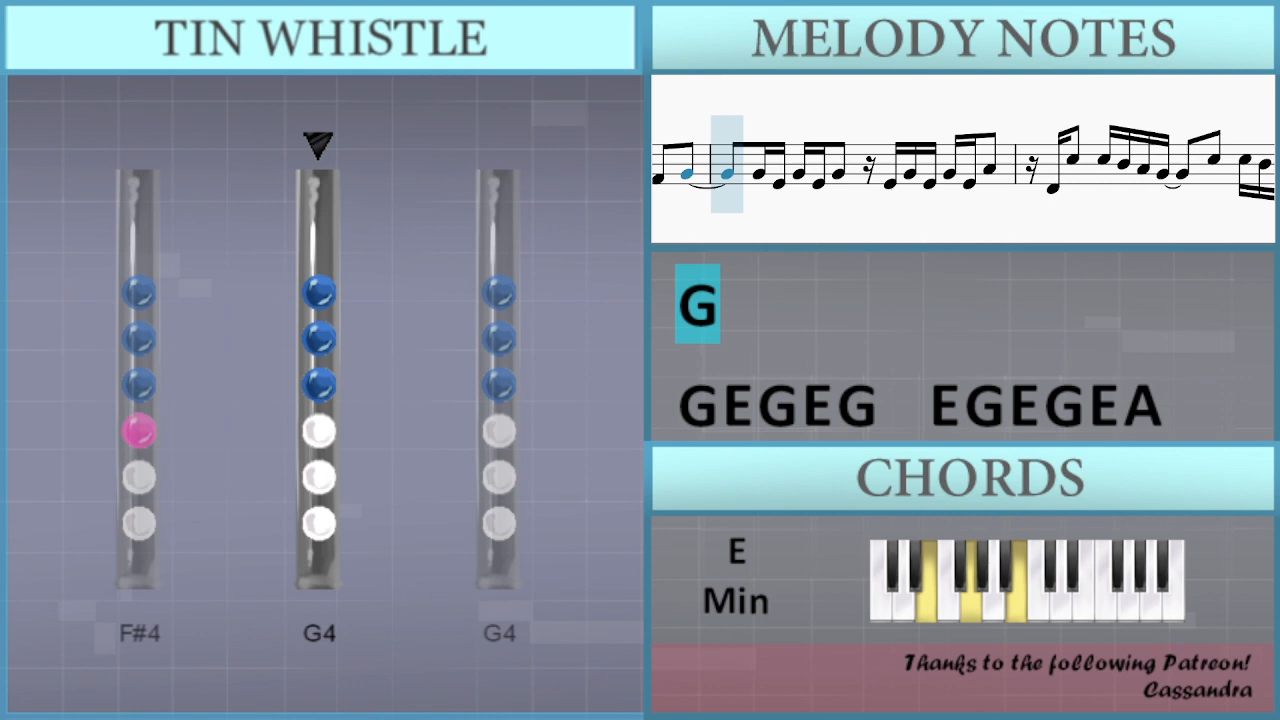 TIN WHISTLE
F#4
G4
G4
MELODY NOTES
G
GEGEG EGEGEA
CHORDS
E
Min
Thanks to the following Patreon!
Cassandra